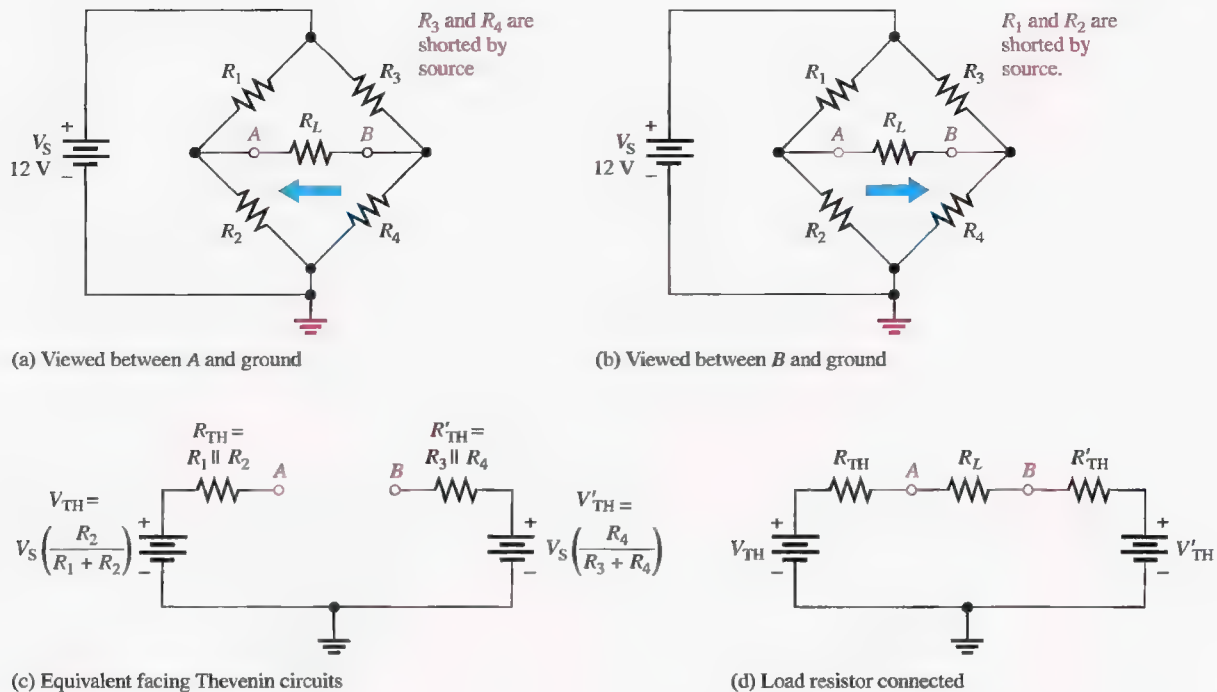 R3 and R4 are
shorted by
source
R1
R3
A
RL
B
VS
12 V
+
−
R2
R4
(a) Viewed between A and ground
R1 and R2 are
shorted by
source.
R1
R3
A
RL
B
VS
12 V
+
−
R2
R4
(b) Viewed between B and ground
RTH =
R1 || R2
A
VTH =
VS(R2 / (R1 + R2))
+
−
R′TH =
R3 || R4
B
V′TH =
VS(R4 / (R3 + R4))
+
−
(c) Equivalent facing Thevenin circuits
RTH
A
RL
B
R′TH
+
VTH
−
+
V′TH
−
(d) Load resistor connected